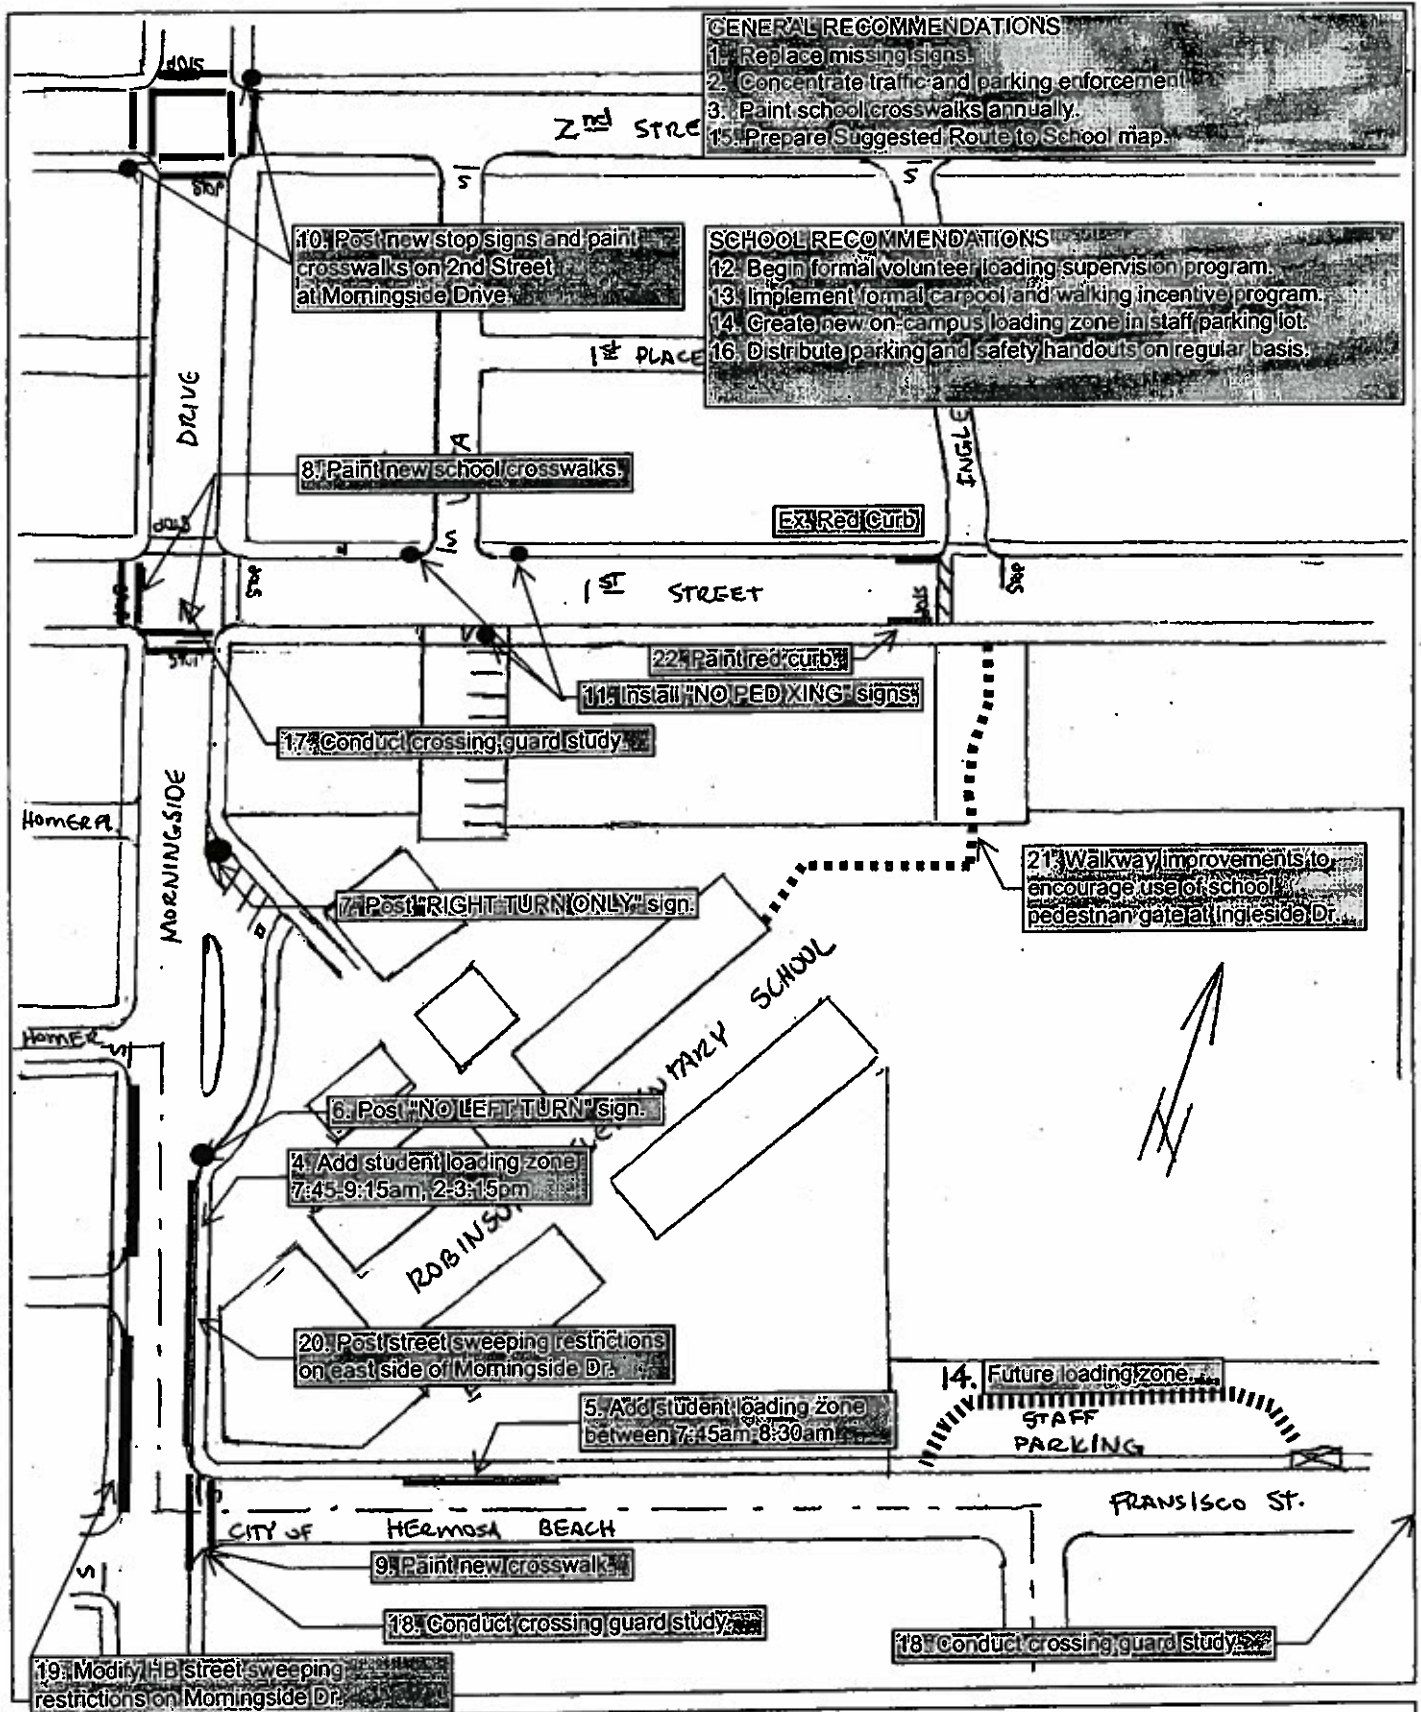 GENERAL RECOMMENDATIONS
1. Replace missing signs.
2. Concentrate traffic and parking enforcement
3. Paint school crosswalks annually.
15. Prepare Suggested Route to School map.
STOP
2nd STRE
STOP
S
S
10. Post new stop signs and paint
crosswalks on 2nd Street
at Morningside Drive.
SCHOOL RECOMMENDATIONS
12. Begin formal volunteer loading supervision program.
13. Implement formal carpool and walking incentive program.
14. Create new on-campus loading zone in staff parking lot.
16. Distribute parking and safety handouts on regular basis.
1st PLACE
DRIVE
INGLE
8. Paint new school crosswalks.
Ex. Red Curb
STOP
S
STOP
1ST STREET
STOP
STOP
STOP
22. Paint red curb.
11. Install "NO PED XING" signs.
17. Conduct crossing guard study.
MORNINGSIDE
HOMER PL.
21. Walkway improvements to
encourage use of school
pedestrian gate at Ingleside Dr.
7. Post "RIGHT TURN ONLY" sign.
HOMER
S
6. Post "NO LEFT TURN" sign.
4. Add student loading zone
7:45-9:15am, 2-3:15pm
ROBINSO LEMENTARY SCHOOL
N
20. Post street sweeping restrictions
on east side of Morningside Dr.
14. Future loading zone.
STAFF
PARKING
5. Add student loading zone
between 7:45am-8:30am
FRANSISCO ST.
CITY OF HERMOSA BEACH
9. Paint new crosswalk
S
18. Conduct crossing guard study
18. Conduct crossing guard study
19. Modify HB street sweeping
restrictions on Morningside Dr.